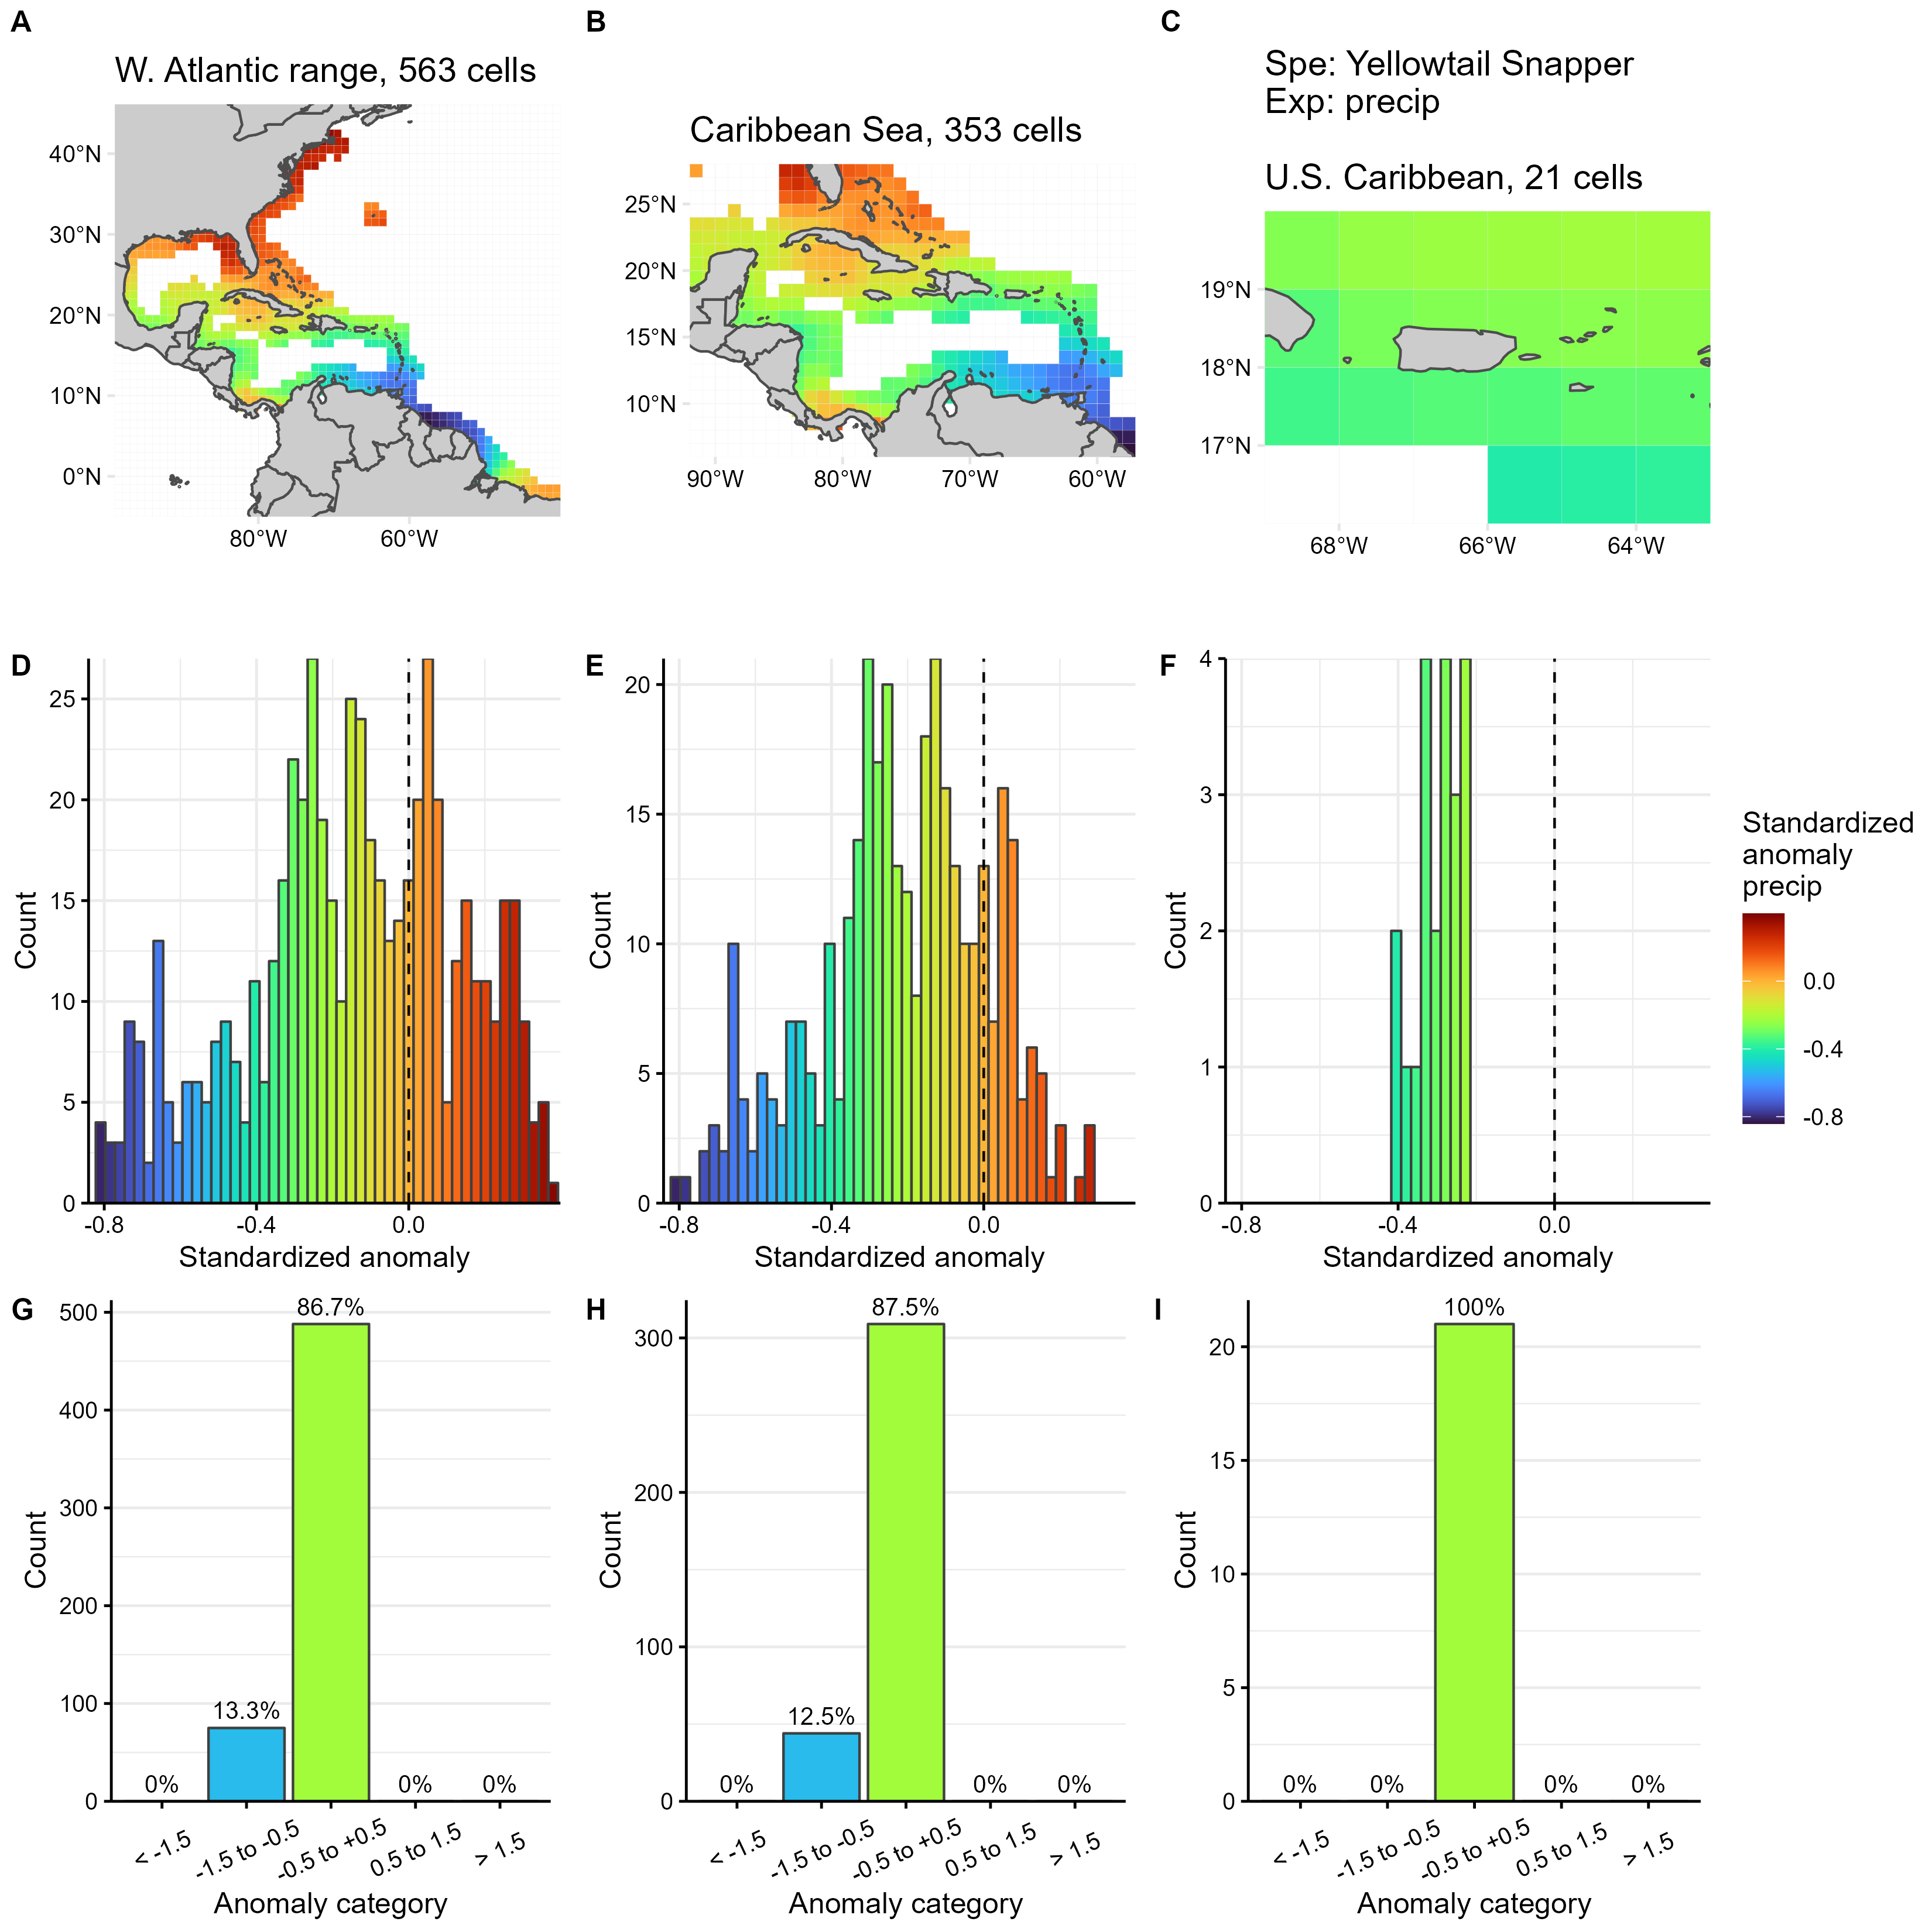 A
W. Atlantic range, 563 cells
40°N
30°N
20°N
10°N
0°N
80°W
60°W
B
Caribbean Sea, 353 cells
25°N
20°N
15°N
10°N
90°W
80°W
70°W
60°W
C
Spe: Yellowtail Snapper
Exp: precip
U.S. Caribbean, 21 cells
19°N
18°N
17°N
68°W
66°W
64°W
D
Count
25
20
15
10
5
0
-0.8
-0.4
0.0
Standardized anomaly
E
Count
20
15
10
5
0
-0.8
-0.4
0.0
Standardized anomaly
F
Count
4
3
2
1
0
-0.8
-0.4
0.0
Standardized anomaly
Standardized
anomaly
precip
0.0
-0.4
-0.8
G
Count
500
400
300
200
100
0
0%
13.3%
86.7%
0%
0%
< -1.5
-1.5 to -0.5
-0.5 to +0.5
0.5 to 1.5
> 1.5
Anomaly category
H
Count
300
200
100
0
0%
12.5%
87.5%
0%
0%
< -1.5
-1.5 to -0.5
-0.5 to +0.5
0.5 to 1.5
> 1.5
Anomaly category
I
Count
20
15
10
5
0
0%
0%
100%
0%
0%
< -1.5
-1.5 to -0.5
-0.5 to +0.5
0.5 to 1.5
> 1.5
Anomaly category